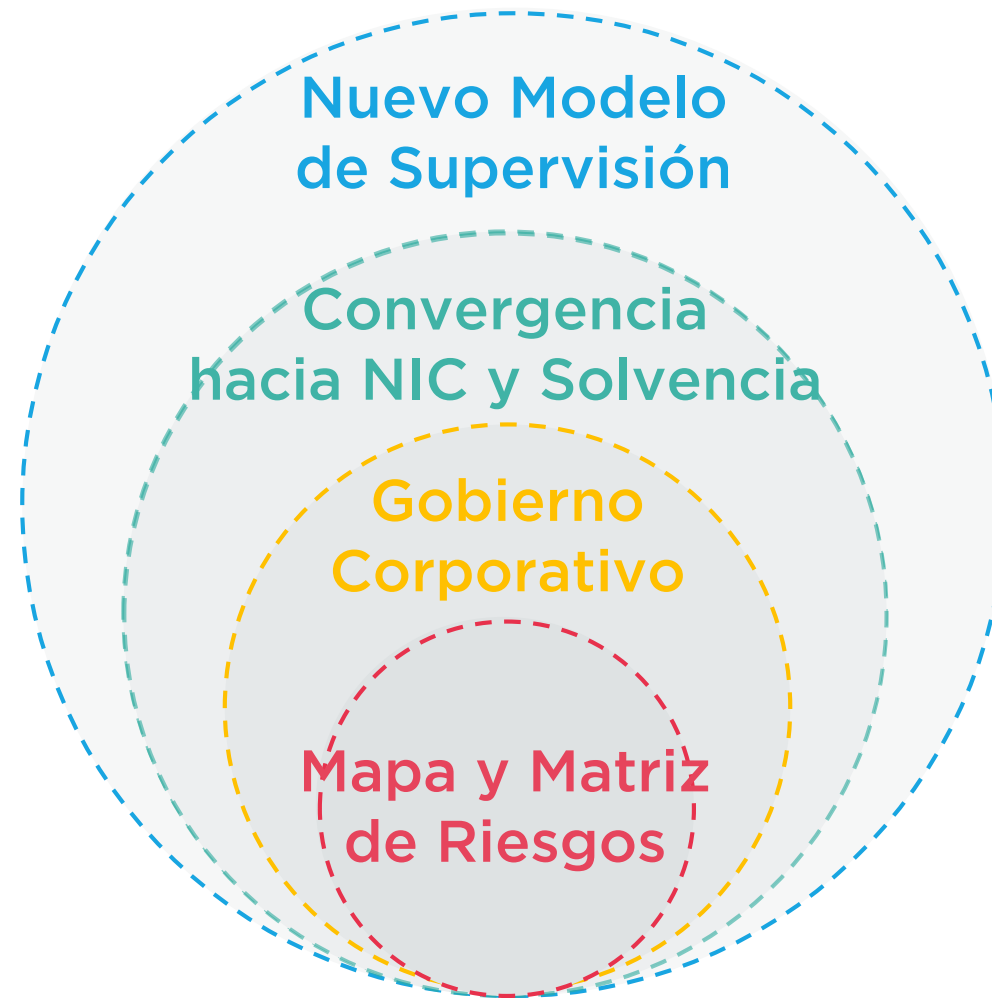 Nuevo Modelo
de Supervisión
Convergencia
hacia NIC y Solvencia
Gobierno
Corporativo
Mapa y Matriz
de Riesgos